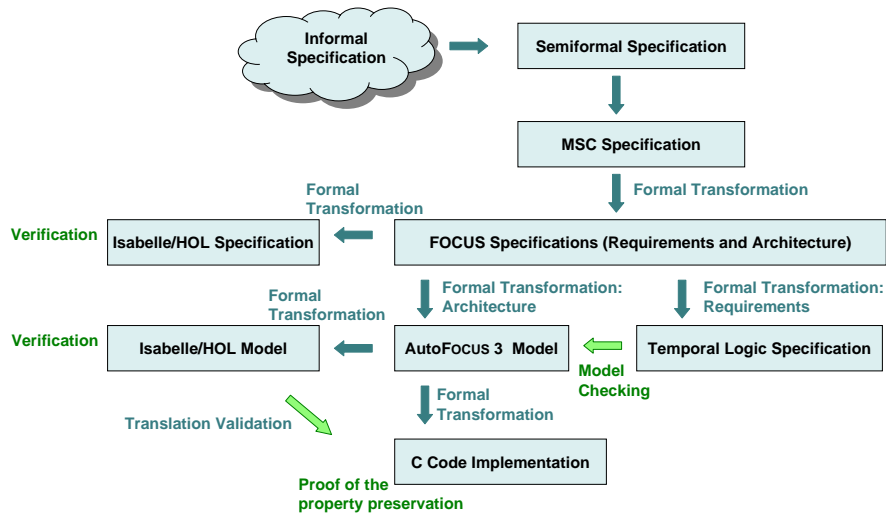 Informal
Specification
Semiformal Specification
MSC Specification
Formal Transformation
Formal
Transformation
Verification
Isabelle/HOL Specification
FOCUS Specifications (Requirements and Architecture)
Formal Transformation:
Architecture
Formal Transformation:
Requirements
Formal
Transformation
Verification
Isabelle/HOL Model
AutoFOCUS 3 Model
Temporal Logic Specification
Model
Checking
Formal
Transformation
Translation Validation
C Code Implementation
Proof of the
property preservation